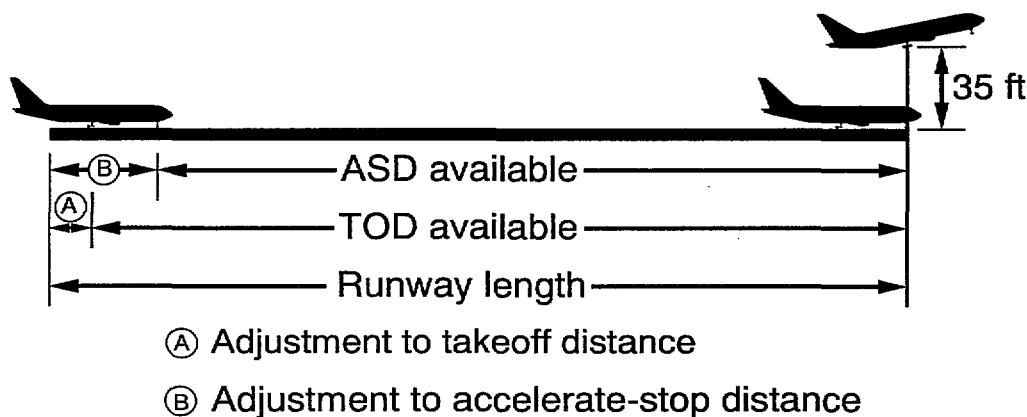 35 ft
Ⓑ ASD available
Ⓐ TOD available
Runway length
Ⓐ Adjustment to takeoff distance
Ⓑ Adjustment to accelerate-stop distance